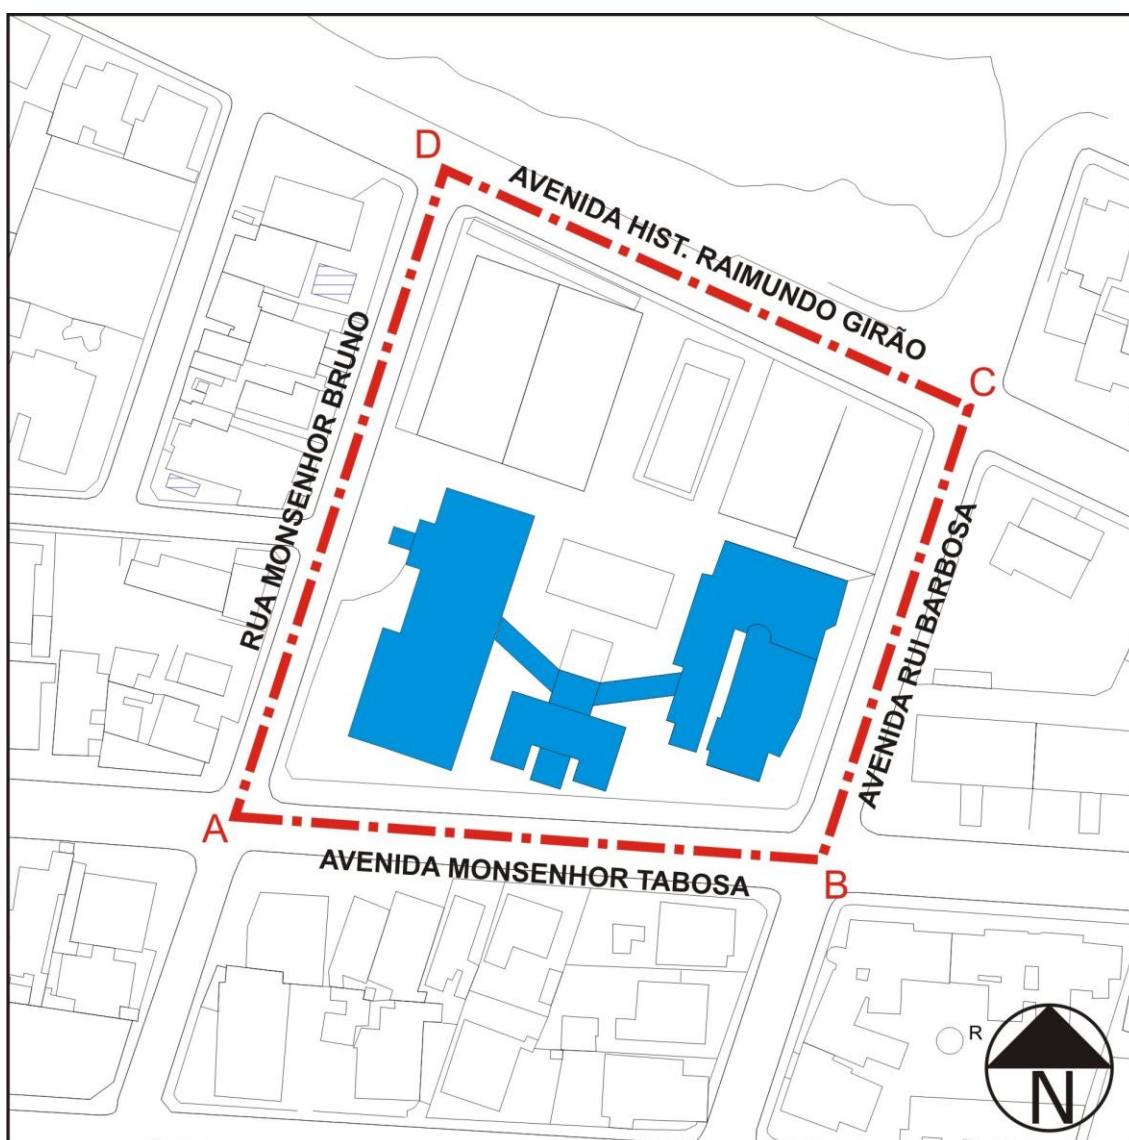 D
AVENIDA HIST. RAIMUNDO GIRÃO
C
RUA MONSENHOR BRUNO
AVENIDA RUI BARBOSA
A
AVENIDA MONSENHOR TABOSA
B
R
N